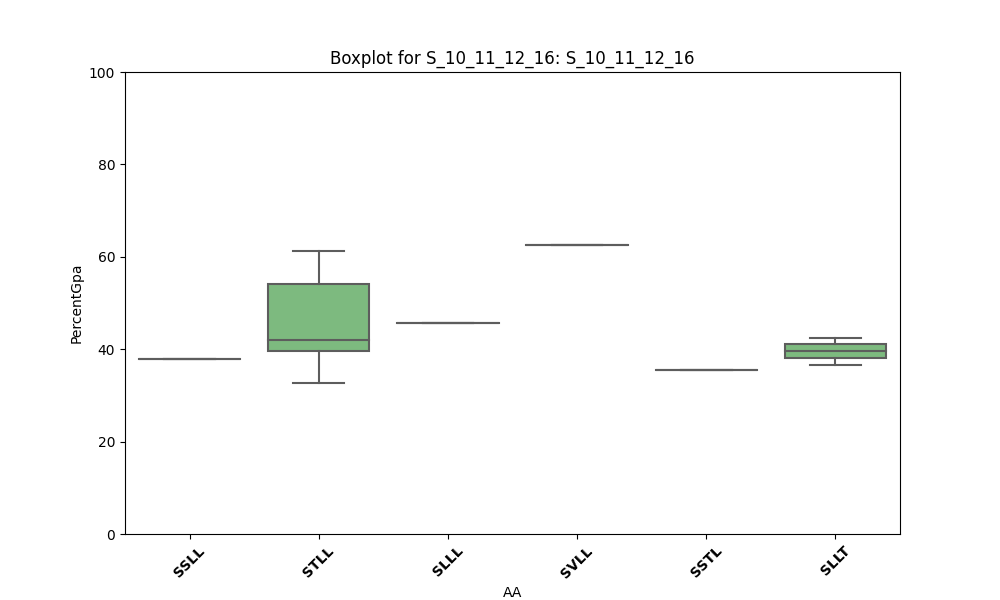 Boxplot for S_10_11_12_16: S_10_11_12_16
100
80
60
40
20
0
PercentGpa
SSLL
STLL
SLLL
SVLL
SSTL
SLLT
AA